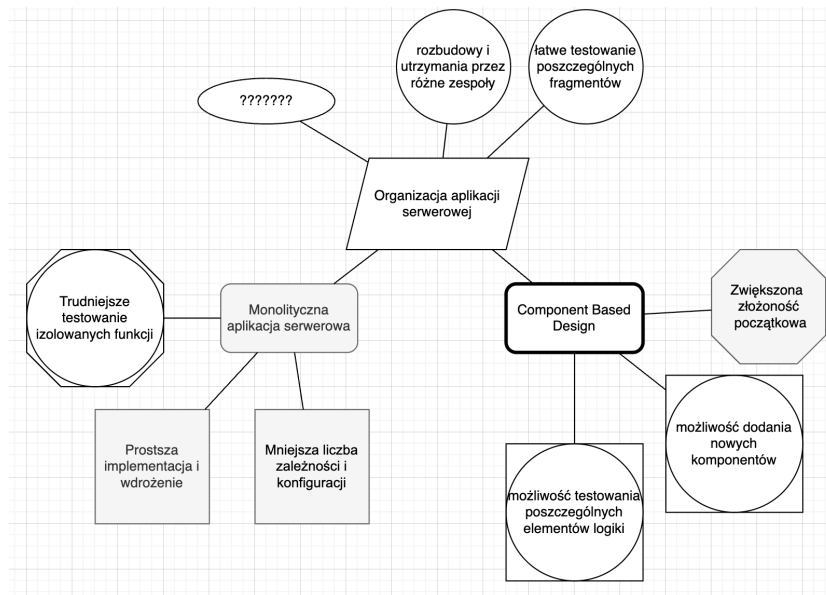 rozbudowy i
utrzymania przez
różne zespoły
łatwe testowanie
poszczególnych
fragmentów
???????
Organizacja aplikacji
serwerowej
Trudniejsze
testowanie
izolowanych funkcji
Monolityczna
aplikacja serwerowa
Component Based
Design
Zwiększona
złożoność
początkowa
Prostsza
implementacja i
wdrożenie
Mniejsza liczba
zależności i
konfiguracji
możliwość dodania
nowych
komponentów
możliwość testowania
poszczególnych
elementów logiki